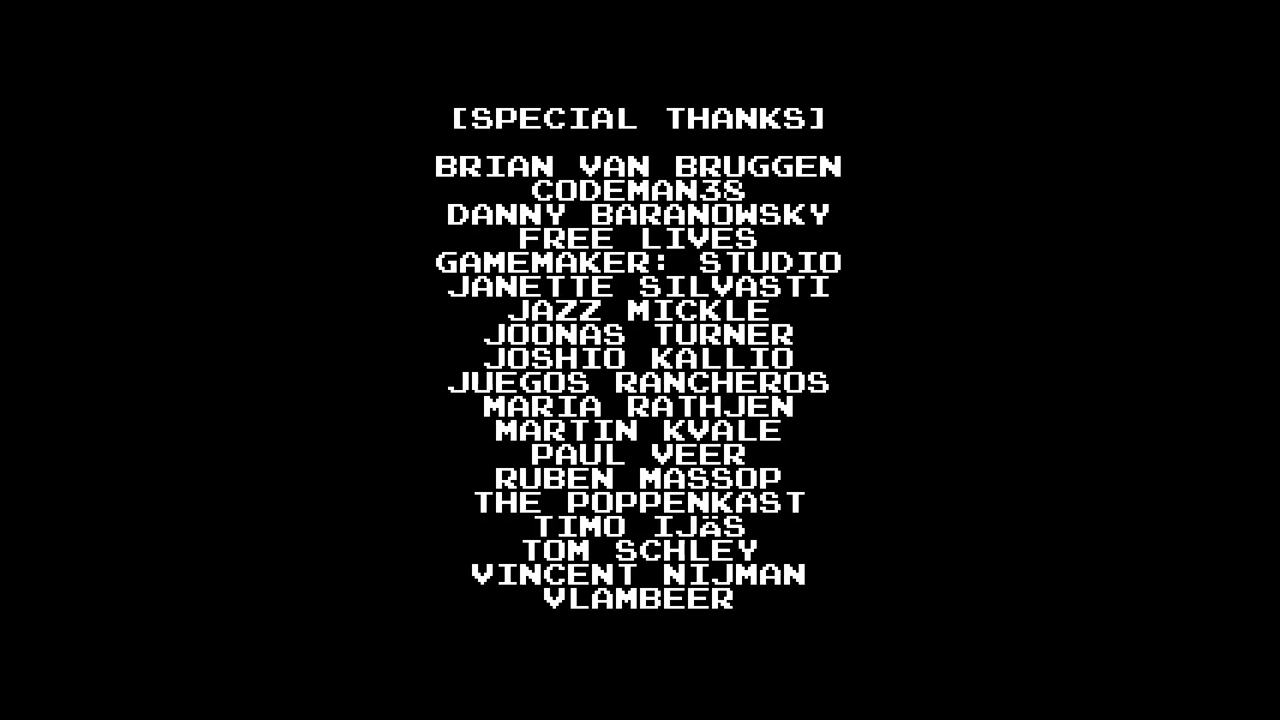 [SPECIAL THANKS]
BRIAN VAN BRUGGEN
CODEMAN38
DANNY BARANOWSKY
FREE LIVES
GAMEMAKER: STUDIO
JANETTE SILVASTI
JAZZ MICKLE
JOONAS TURNER
JOSHIO KALLIO
JUEGOS RANCHEROS
MARIA RATHJEN
MARTIN KVALE
PAUL VEER
RUBEN MASSOP
THE POPPENKAST
TIMO IJäS
TOM SCHLEY
VINCENT NIJMAN
VLAMBEER